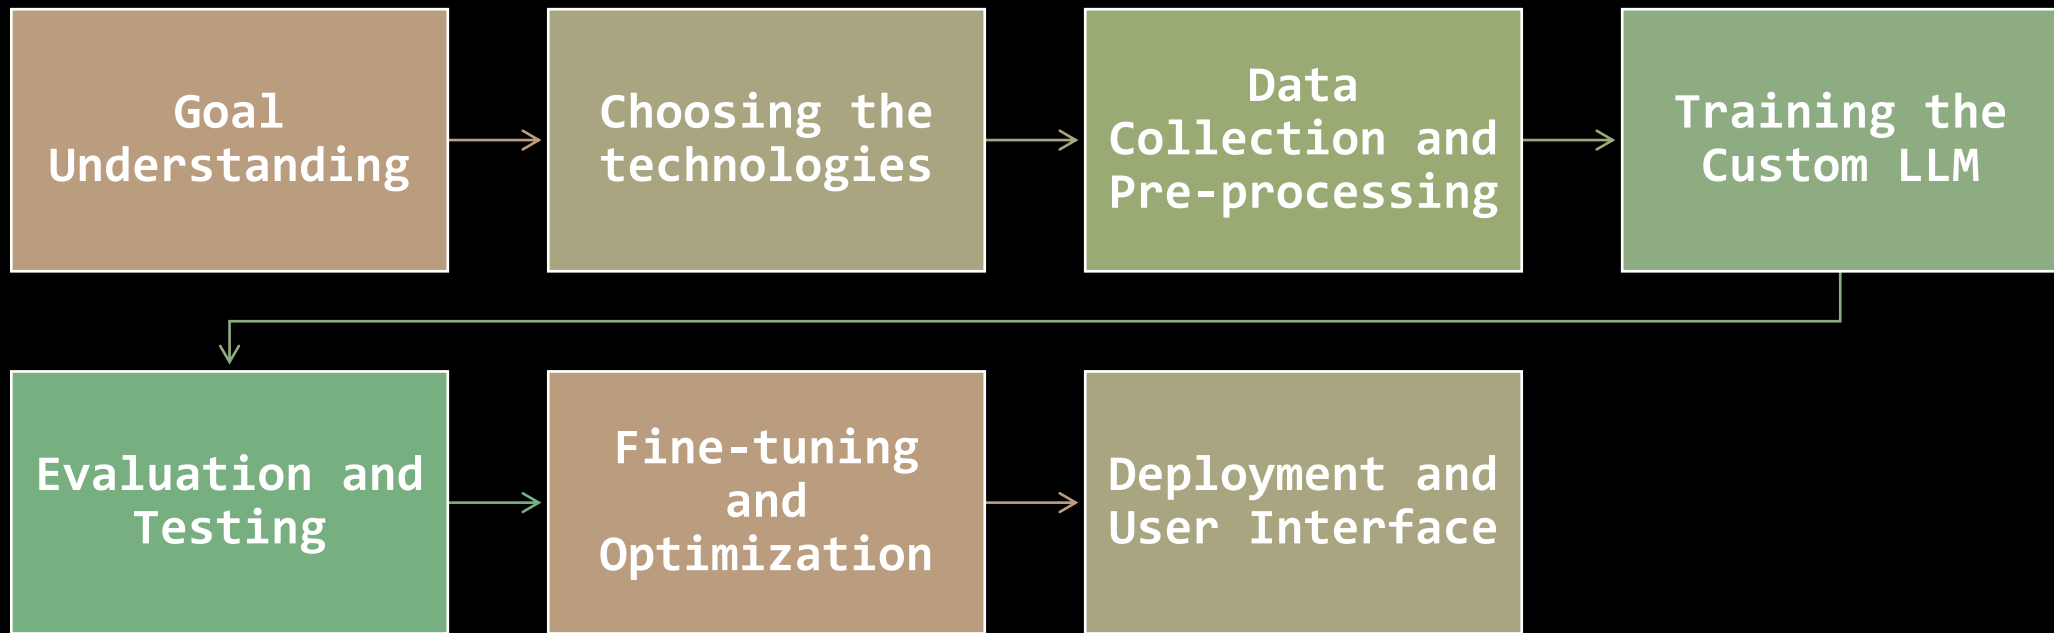 Goal
Understanding
Choosing the
technologies
Data
Collection and
Pre-processing
Training the
Custom LLM
Evaluation and
Testing
Fine-tuning
and
Optimization
Deployment and
User Interface